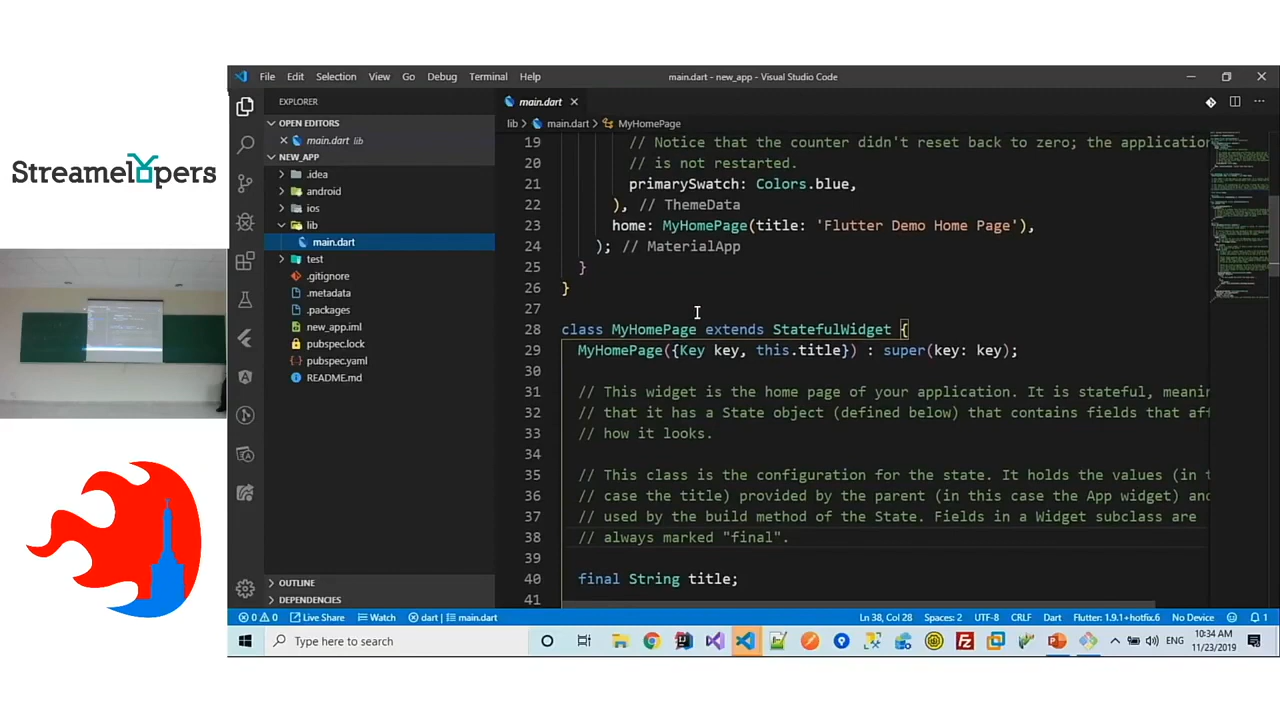 Streamelopers
File Edit Selection View Go Debug Terminal Help
main.dart - new_app - Visual Studio Code
EXPLORER
OPEN EDITORS
main.dart lib
NEW_APP
.idea
android
ios
lib
main.dart
test
.gitignore
.metadata
.packages
new_app.iml
pubspec.lock
pubspec.yaml
README.md
OUTLINE
DEPENDENCIES
main.dart
lib > main.dart > MyHomePage
19 // Notice that the counter didn't reset back to zero; the application
20 // is not restarted.
21 primarySwatch: Colors.blue,
22 ), // ThemeData
23 home: MyHomePage(title: 'Flutter Demo Home Page'),
24 ); // MaterialApp
25 }
26 }
27
28 class MyHomePage extends StatefulWidget {
29 MyHomePage({Key key, this.title}) : super(key: key);
30
31 // This widget is the home page of your application. It is stateful, meanin
32 // that it has a State object (defined below) that contains fields that aff
33 // how it looks.
34
35 // This class is the configuration for the state. It holds the values (in t
36 // case the title) provided by the parent (in this case the App widget) and
37 // used by the build method of the State. Fields in a Widget subclass are
38 // always marked "final".
39
40 final String title;
41
0 0 Live Share Watch dart | main.dart Ln 38, Col 28 Spaces: 2 UTF-8 CRLF Dart Flutter: 1.9.1+hotfix.6 No Device 1
Type here to search
ENG
10:34 AM
11/23/2019